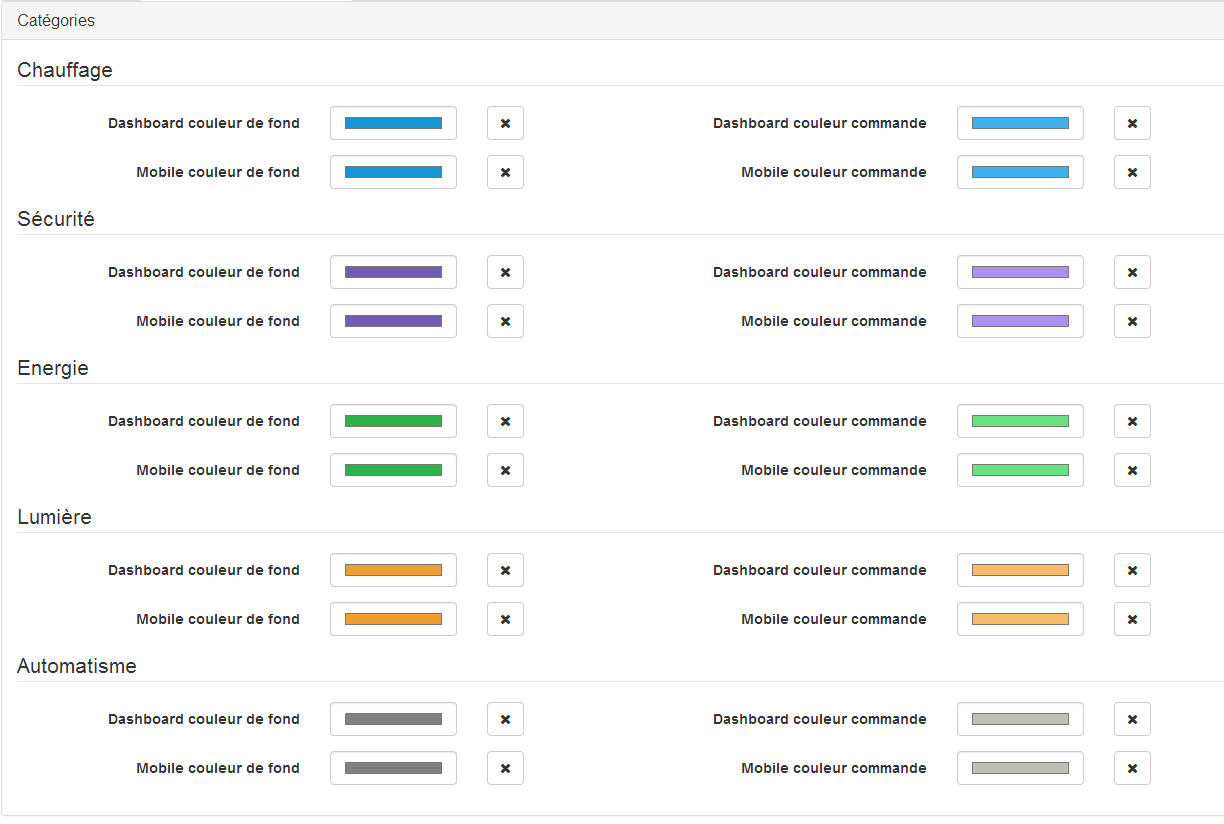 Catégories
Chauffage
Dashboard couleur de fond
Dashboard couleur commande
Mobile couleur de fond
Mobile couleur commande
Sécurité
Dashboard couleur de fond
Dashboard couleur commande
Mobile couleur de fond
Mobile couleur commande
Energie
Dashboard couleur de fond
Dashboard couleur commande
Mobile couleur de fond
Mobile couleur commande
Lumière
Dashboard couleur de fond
Dashboard couleur commande
Mobile couleur de fond
Mobile couleur commande
Automatisme
Dashboard couleur de fond
Dashboard couleur commande
Mobile couleur de fond
Mobile couleur commande